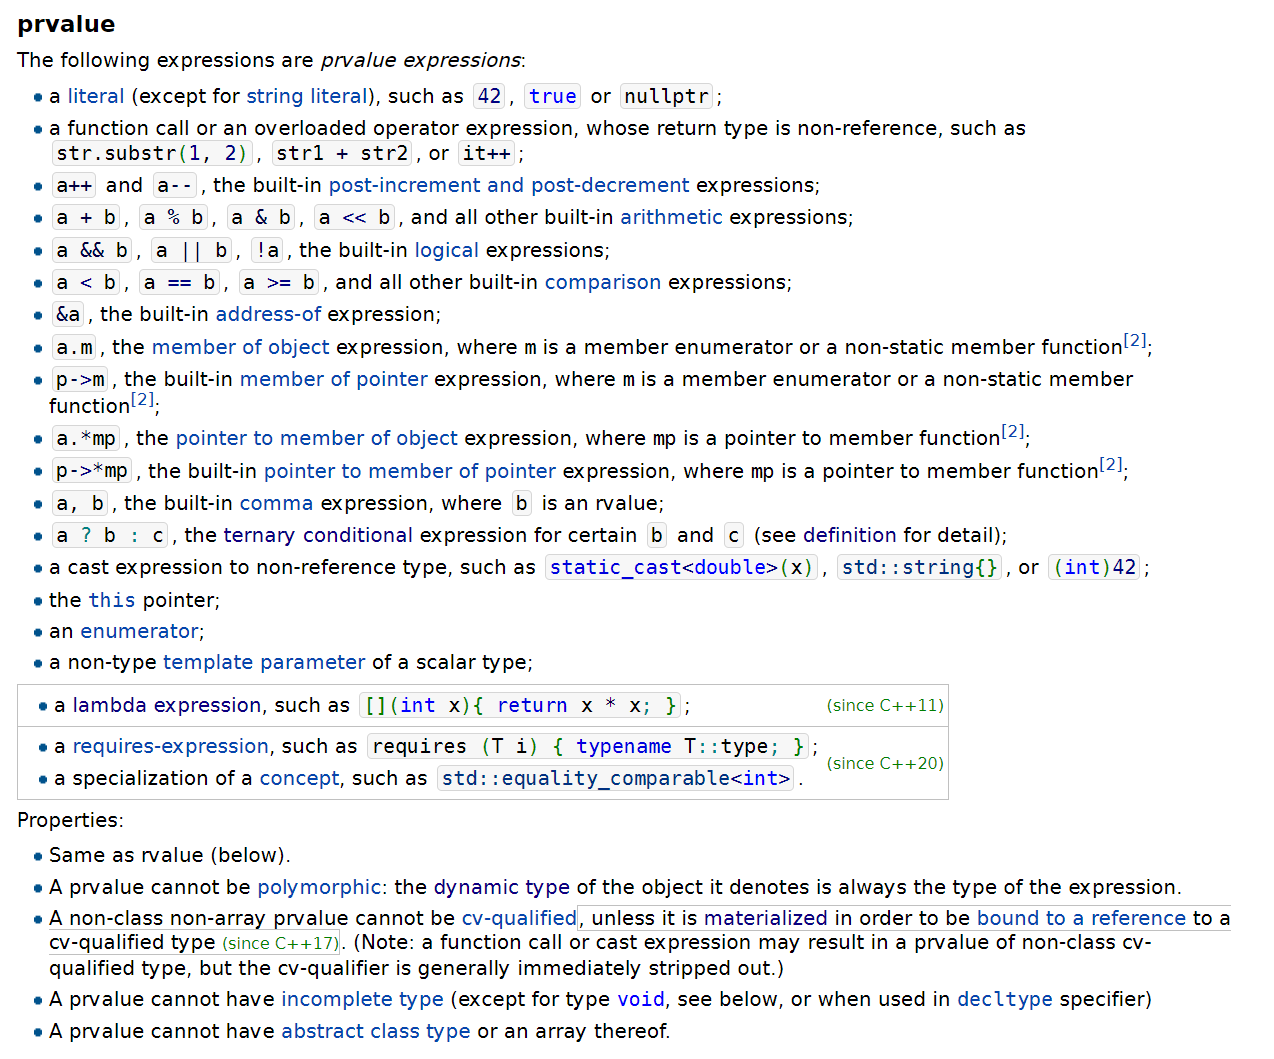 prvalue
The following expressions are prvalue expressions:
• a literal (except for string literal), such as 42, true or nullptr;
• a function call or an overloaded operator expression, whose return type is non-reference, such as
str.substr(1, 2), str1 + str2, or it++;
• a++ and a--, the built-in post-increment and post-decrement expressions;
• a + b, a % b, a & b, a << b, and all other built-in arithmetic expressions;
• a && b, a || b, !a, the built-in logical expressions;
• a < b, a == b, a >= b, and all other built-in comparison expressions;
• &a, the built-in address-of expression;
• a.m, the member of object expression, where m is a member enumerator or a non-static member function[2];
• p->m, the built-in member of pointer expression, where m is a member enumerator or a non-static member
function[2];
• a.*mp, the pointer to member of object expression, where mp is a pointer to member function[2];
• p->*mp, the built-in pointer to member of pointer expression, where mp is a pointer to member function[2];
• a, b, the built-in comma expression, where b is an rvalue;
• a ? b : c, the ternary conditional expression for certain b and c (see definition for detail);
• a cast expression to non-reference type, such as static_cast<double>(x), std::string{}, or (int)42;
• the this pointer;
• an enumerator;
• a non-type template parameter of a scalar type;
• a lambda expression, such as [](int x){ return x * x; }; (since C++11)
• a requires-expression, such as requires (T i) { typename T::type; };
• a specialization of a concept, such as std::equality_comparable<int>. (since C++20)
Properties:
• Same as rvalue (below).
• A prvalue cannot be polymorphic: the dynamic type of the object it denotes is always the type of the expression.
• A non-class non-array prvalue cannot be cv-qualified, unless it is materialized in order to be bound to a reference to a
cv-qualified type (since C++17). (Note: a function call or cast expression may result in a prvalue of non-class cv-
qualified type, but the cv-qualifier is generally immediately stripped out.)
• A prvalue cannot have incomplete type (except for type void, see below, or when used in decltype specifier)
• A prvalue cannot have abstract class type or an array thereof.